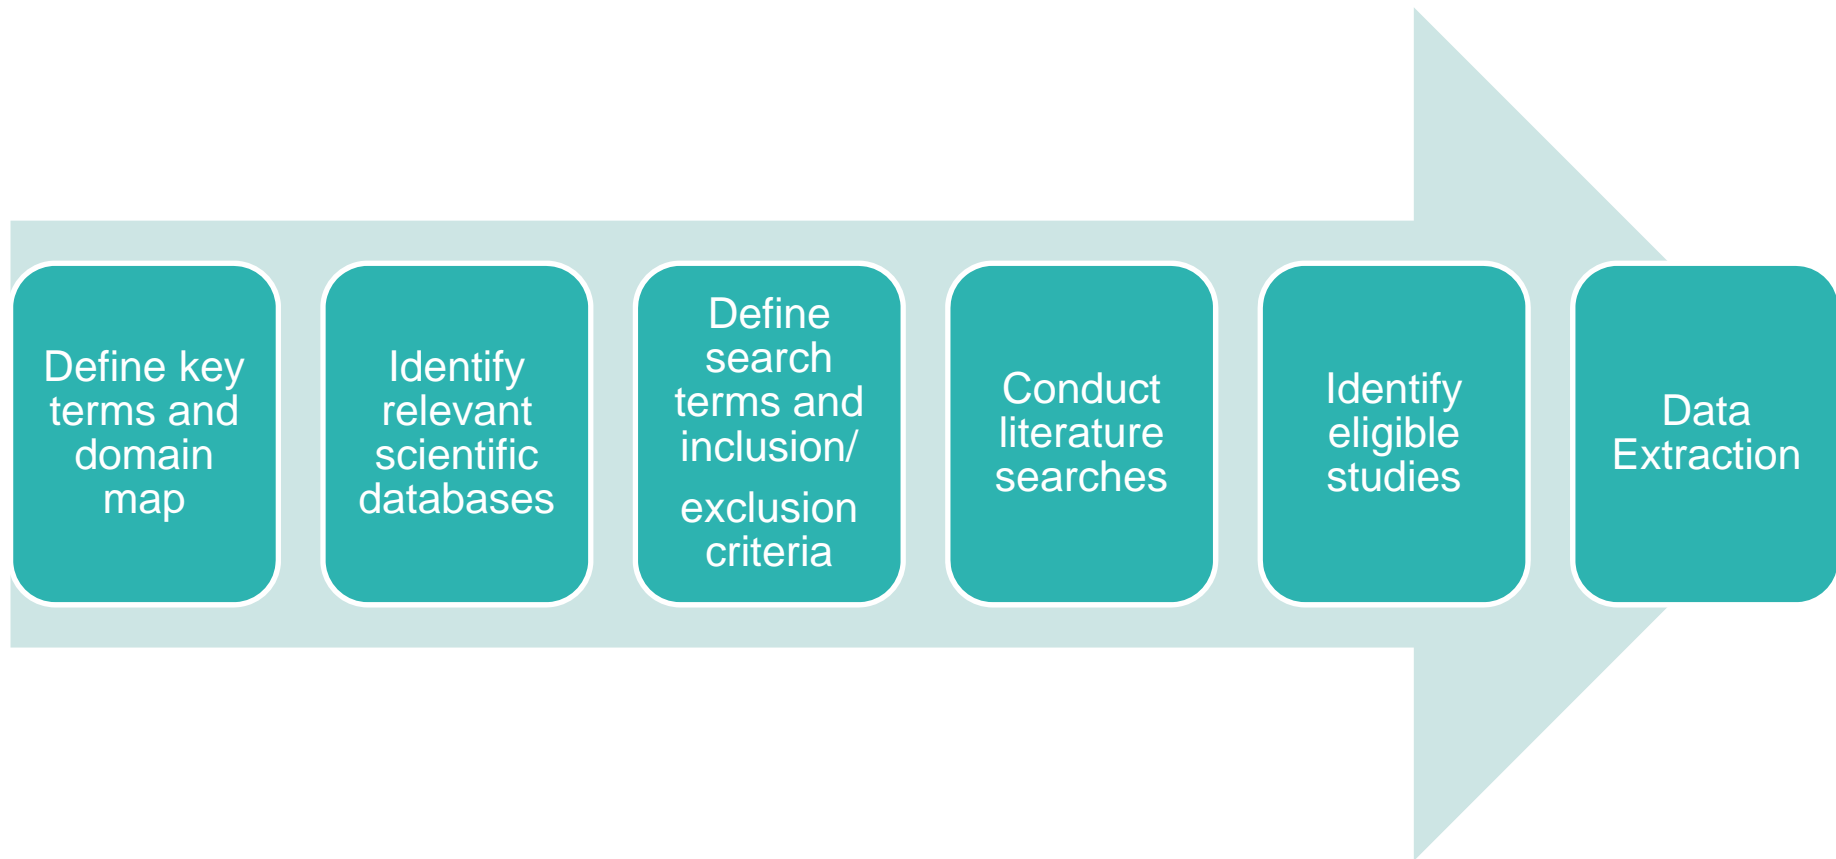 Define key
terms and
domain
map
Identify
relevant
scientific
databases
Define
search
terms and
inclusion/
exclusion
criteria
Conduct
literature
searches
Identify
eligible
studies
Data
Extraction